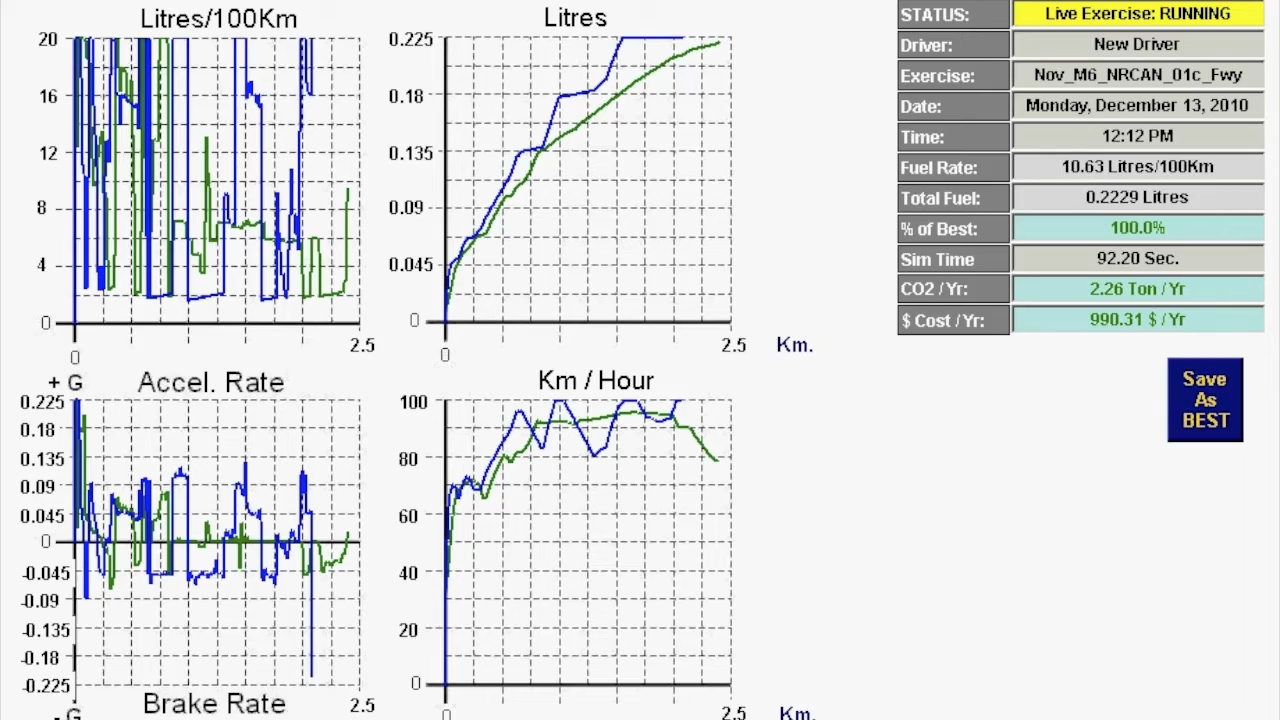 Litres/100Km
20
16
12
8
4
0
0
2.5
Litres
0.225
0.18
0.135
0.09
0.045
0
0
2.5
Km.
+ G
Accel. Rate
0.225
0.18
0.135
0.09
0.045
0
-0.045
-0.09
-0.135
-0.18
-0.225
- G
Brake Rate
2.5
Km / Hour
100
80
60
40
20
0
0
2.5
Km.
STATUS: Live Exercise: RUNNING
Driver: New Driver
Exercise: Nov_M6_NRCAN_01c_Fwy
Date: Monday, December 13, 2010
Time: 12:12 PM
Fuel Rate: 10.63 Litres/100Km
Total Fuel: 0.2229 Litres
% of Best: 100.0%
Sim Time 92.20 Sec.
CO2 / Yr: 2.26 Ton / Yr
$ Cost / Yr: 990.31 $ / Yr
Save
As
BEST